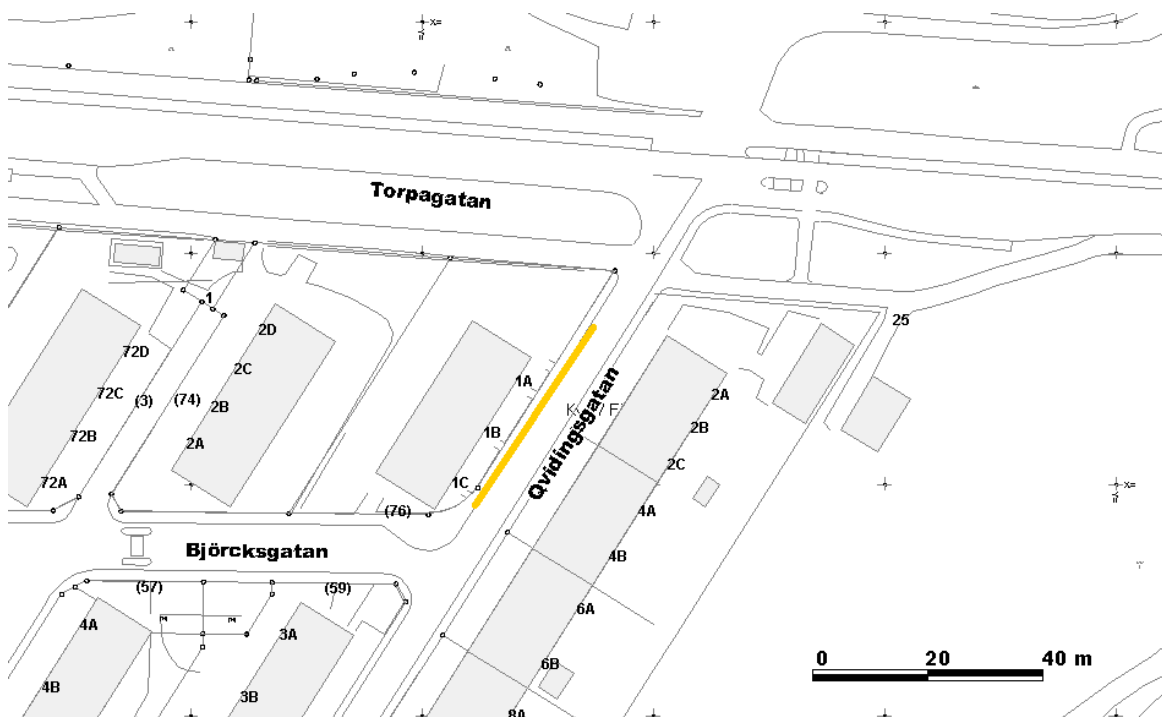 X=
Torpagatan
1
25
2D
72D
2C
1A
72C
(3)
(74)
2B
2A
2B
72B
1B
2A
Qvidingsgatan
2C
72A
1C
X=
(76)
4A
Björcksgatan
4B
(57)
(59)
6A
4A
3A
0
20
40 m
6B
4B
3B
8A